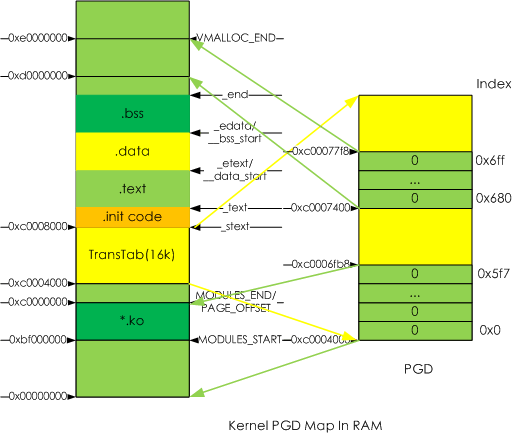 0xe0000000
VMALLOC_END
0xd0000000
Index
_end
.bss
_edata/
__bss_start
.data
0xc00077f8
0
0x6ff
_etext/
__data_start
...
.text
0
0x680
_text
0xc0007400
.init code
0xc0008000
_stext
TransTab(16k)
0xc0006fb8
0
0x5f7
0xc0004000
MODULES_END/
...
0xc0000000
PAGE_OFFSET
0
*.ko
0
0x0
0xbf000000
MODULES_START
0xc0004000
PGD
0x00000000
Kernel PGD Map In RAM